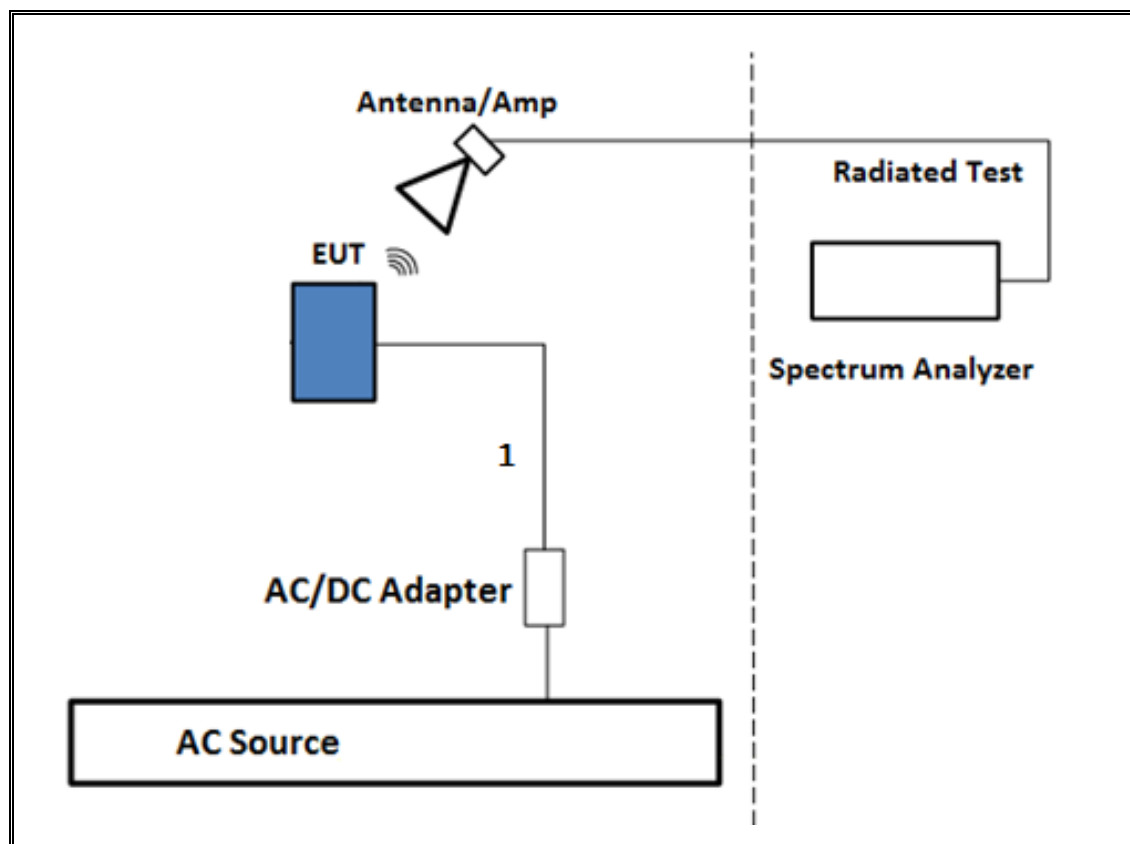 Antenna/Amp
Radiated Test
EUT
Spectrum Analyzer
1
AC/DC Adapter
AC Source